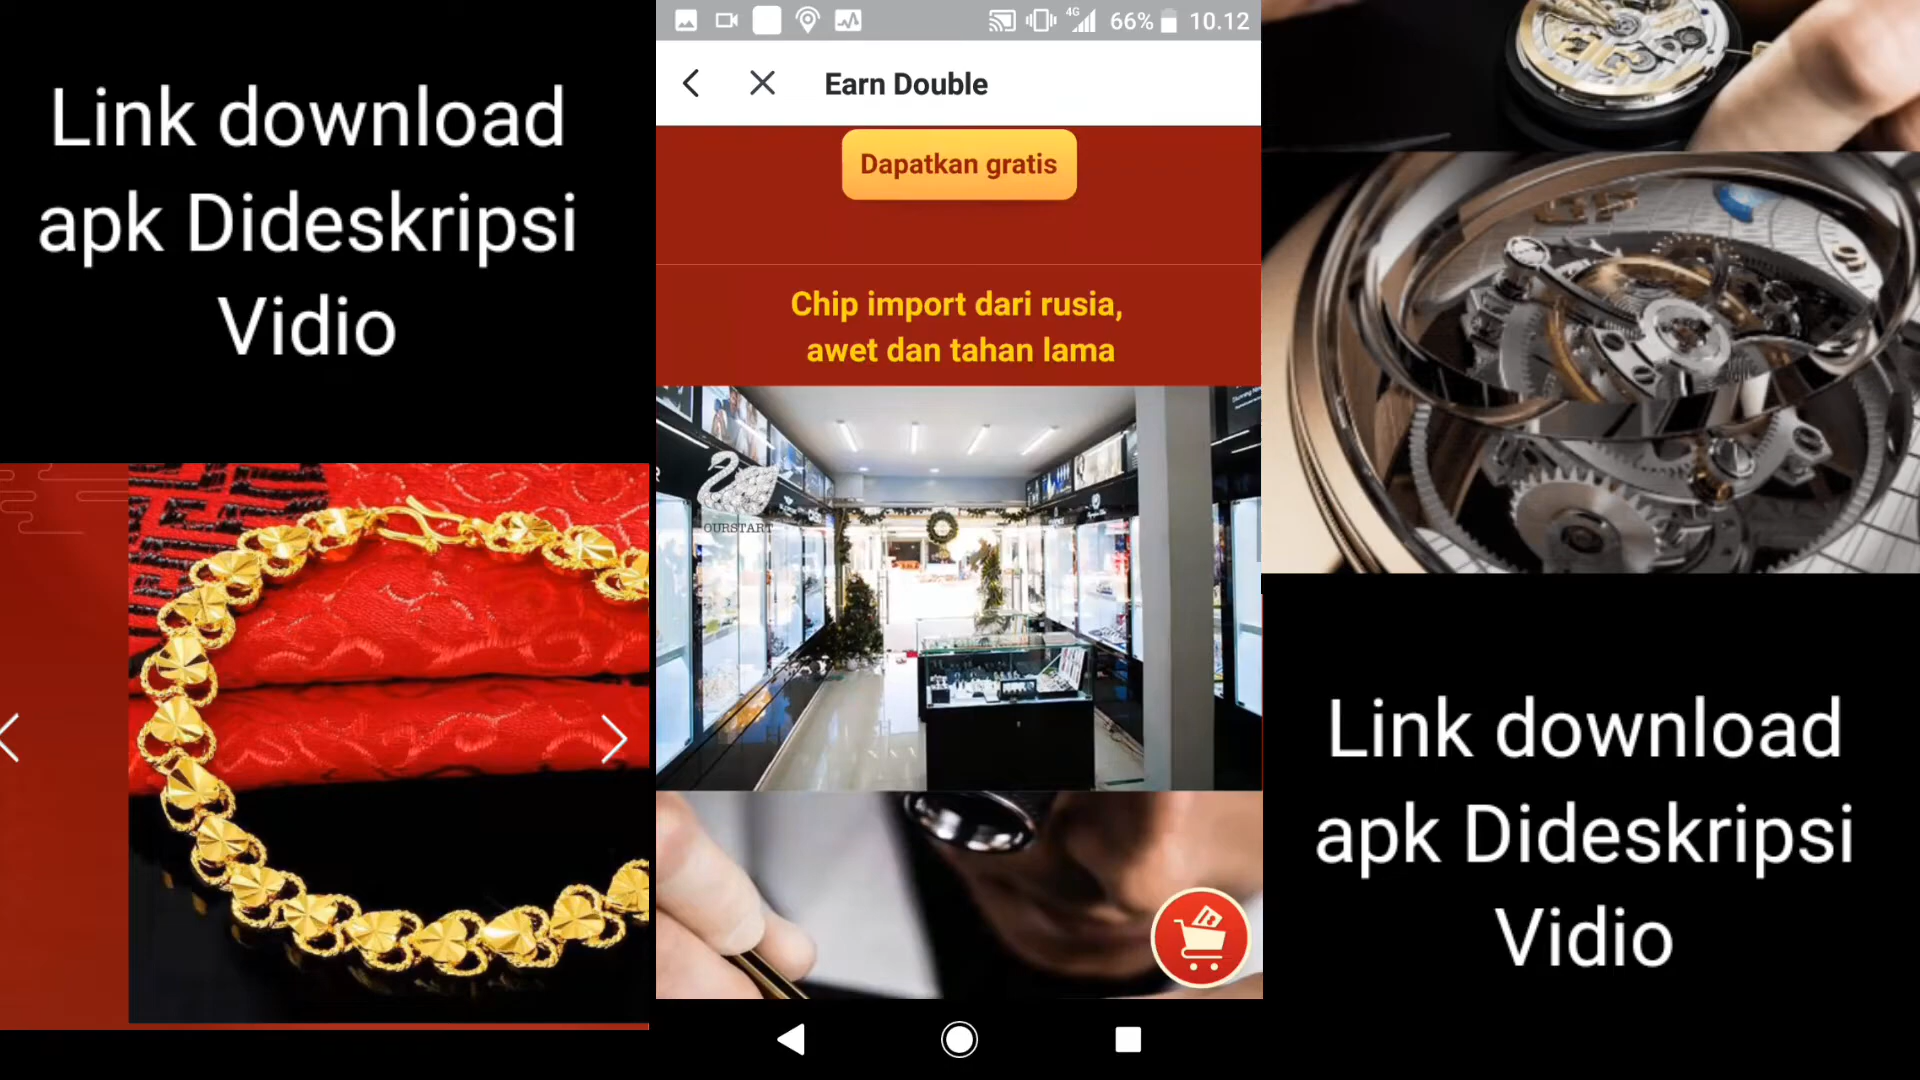 Link download
apk Dideskripsi
Vidio
4G
66%
10.12
Earn Double
Dapatkan gratis
Chip import dari rusia,
awet dan tahan lama
OURSTART
Link download
apk Dideskripsi
Vidio